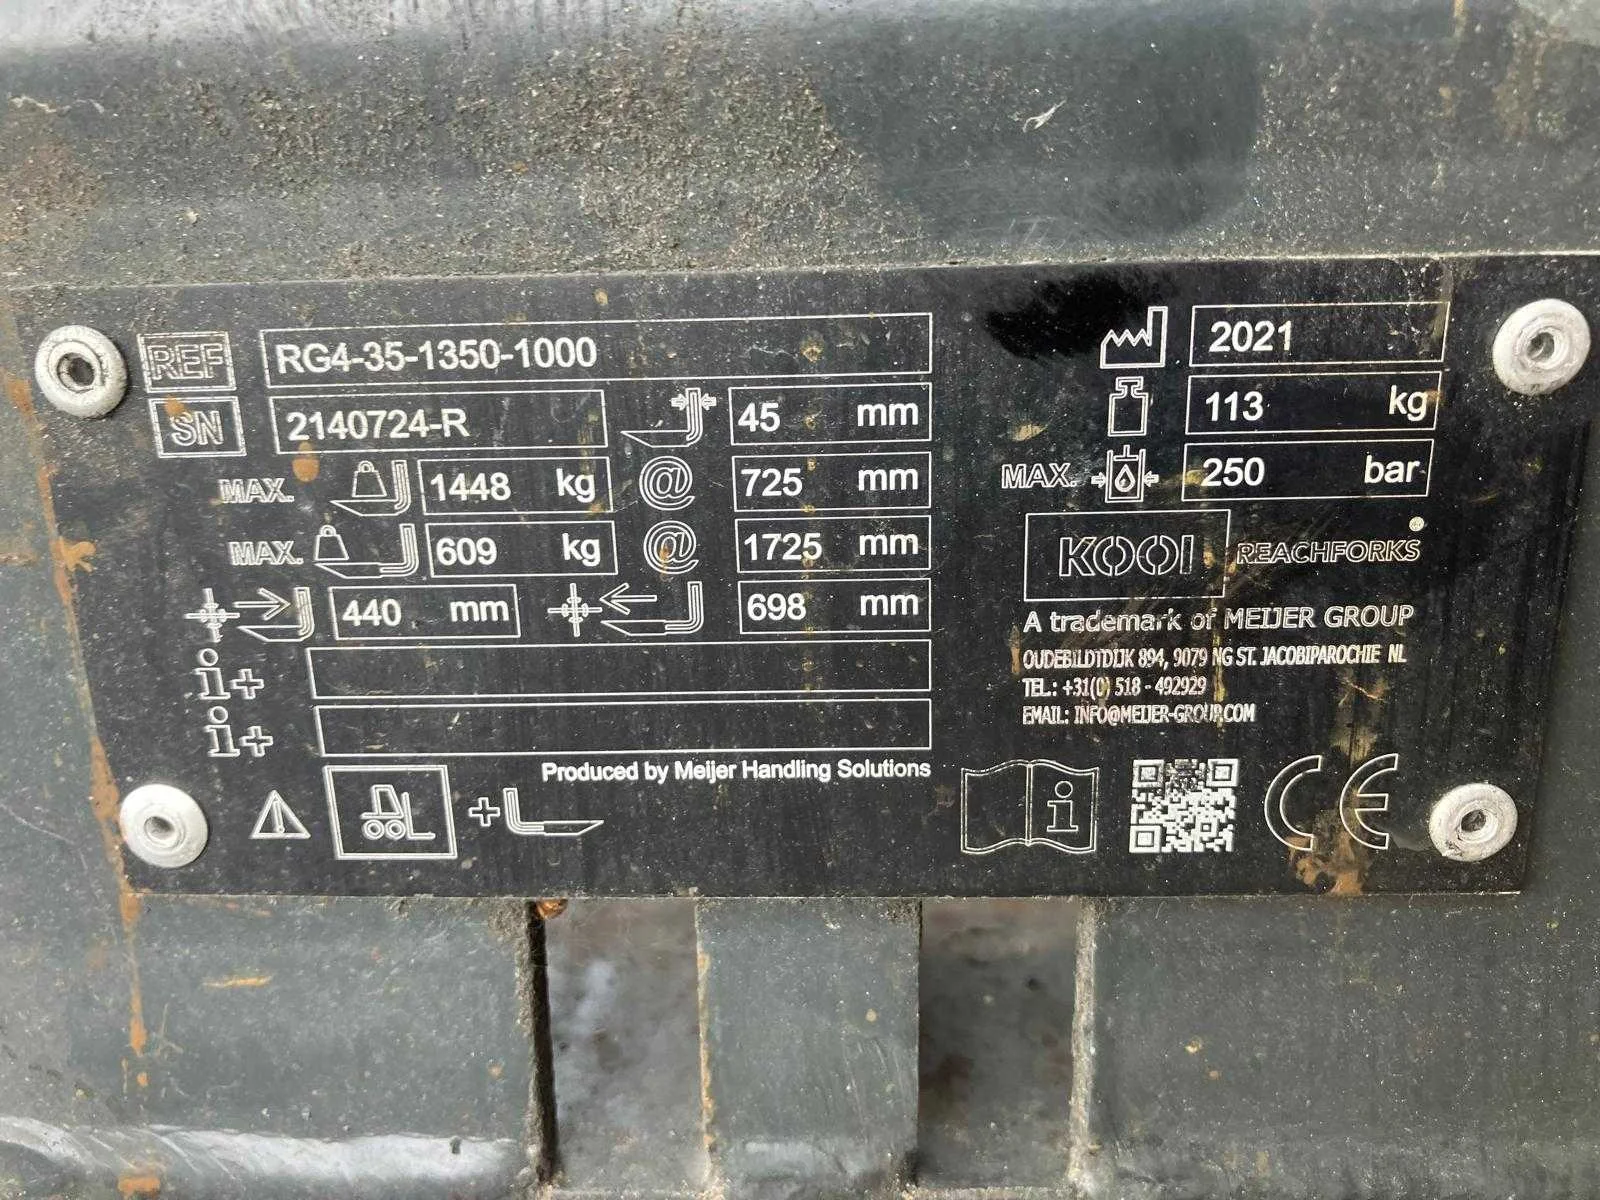 REF RG4-35-1350-1000
SN 2140724-R 45 mm
MAX. 1448 kg @ 725 mm
MAX. 609 kg @ 1725 mm
440 mm 698 mm
i+
i+
Produced by Meijer Handling Solutions
2021
113 kg
MAX. 250 bar
KOOI REACHFORKS®
A trademark of MEIJER GROUP
OUDEBILDTDIJK 894, 9079 NG ST. JACOBIPAROCHIE NL
TEL.: +31(0) 518 - 492929
EMAIL: INFO@MEIJER-GROUP.COM
i CE